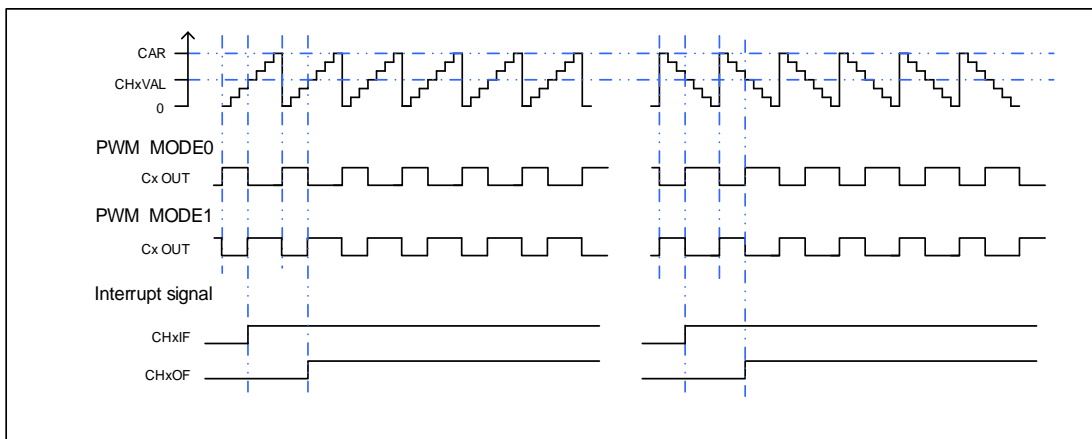 CAR
CHxVAL
0
PWM MODE0
Cx OUT
PWM MODE1
Cx OUT
Interrupt signal
CHxIF
CHxOF